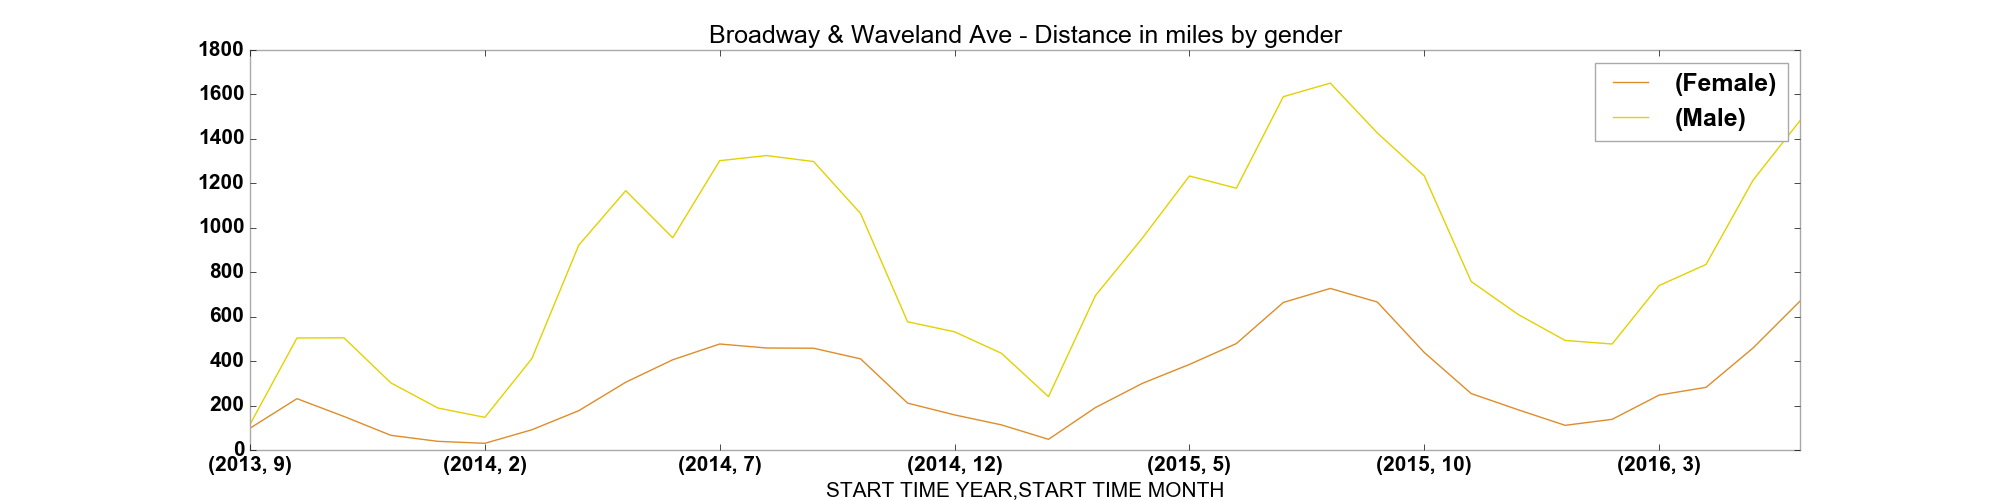 Broadway & Waveland Ave - Distance in miles by gender
1800
1600
1400
1200
1000
800
600
400
200
0
(Female)
(Male)
(2013, 9) (2014, 2) (2014, 7) (2014, 12) (2015, 5) (2015, 10) (2016, 3)
START TIME YEAR,START TIME MONTH